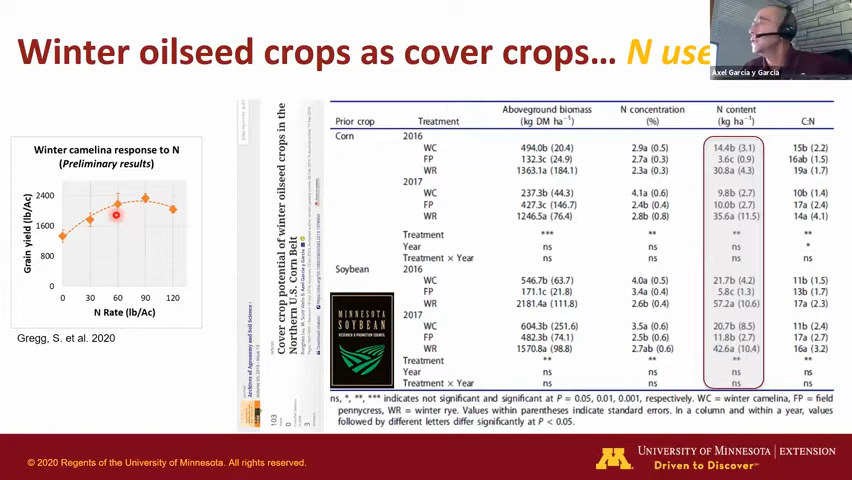 Winter oilseed crops as cover crops… N use
Axel Garcia y Garcia
Winter camelina response to N
(Preliminary results)
Grain yield (lb/Ac)
2400
1600
800
0
0 30 60 90 120
N Rate (lb/Ac)
Gregg, S. et al. 2020
Cover crop potential of winter oilseed crops in the
Northern U.S. Corn Belt
Archives of Agronomy and Soil Science
103
0
3
MINNESOTA
SOYBEAN
RESEARCH & PROMOTION COUNCIL
Prior crop Treatment Aboveground biomass (kg DM ha⁻¹) N concentration (%) N content (kg ha⁻¹) C:N
Corn 2016
WC 494.0b (20.4) 2.9a (0.5) 14.4b (3.1) 15b (2.2)
FP 132.3c (24.9) 2.7a (0.3) 3.6c (0.9) 16ab (1.5)
WR 1363.1a (184.1) 2.3a (0.3) 30.8a (4.3) 19a (1.7)
2017
WC 237.3b (44.3) 4.1a (0.6) 9.8b (2.7) 10b (1.4)
FP 427.3c (146.7) 2.4b (0.4) 10.0b (2.7) 17a (2.4)
WR 1246.5a (76.4) 2.8b (0.8) 35.6a (11.5) 14a (4.1)
Treatment *** ** ** **
Year ns ns ns *
Treatment × Year ns ns ns ns
Soybean 2016
WC 546.7b (63.7) 4.0a (0.5) 21.7b (4.2) 11b (1.5)
FP 171.1c (21.8) 3.4a (0.4) 5.8c (1.3) 13b (1.7)
WR 2181.4a (111.8) 2.6b (0.4) 57.2a (10.6) 17a (2.3)
2017
WC 604.3b (251.6) 3.5a (0.6) 20.7b (8.5) 11b (2.4)
FP 482.3b (74.1) 2.5b (0.6) 11.8b (2.7) 17a (2.7)
WR 1570.8a (98.8) 2.7ab (0.6) 42.6a (10.4) 16a (3.2)
Treatment ** ** ** **
Year ns ns ns ns
Treatment × Year ns ns ns ns
ns, *, **, *** indicates not significant and significant at P = 0.05, 0.01, 0.001, respectively. WC = winter camelina, FP = field
pennycress, WR = winter rye. Values within parentheses indicate standard errors. In a column and within a year, values
followed by different letters differ significantly at P < 0.05.
© 2020 Regents of the University of Minnesota. All rights reserved.
UNIVERSITY OF MINNESOTA | EXTENSION
Driven to Discover